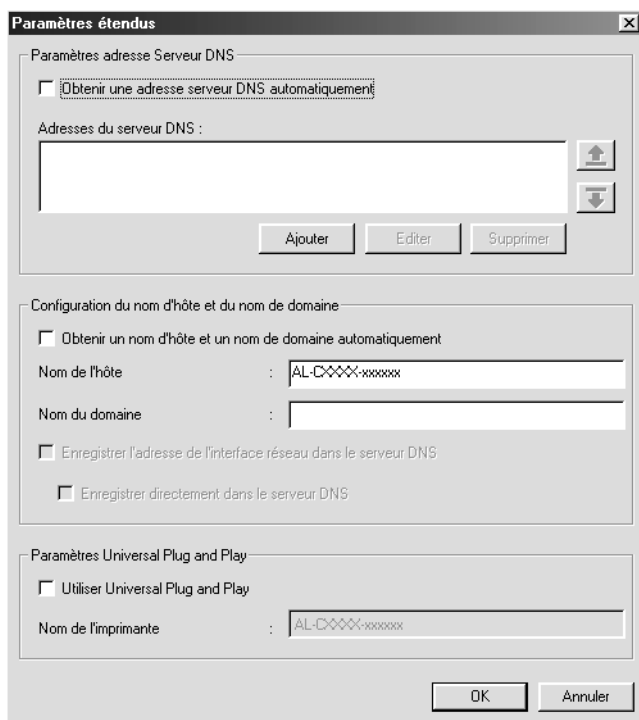 Paramètres étendus
Paramètres adresse Serveur DNS
Obtenir une adresse serveur DNS automatiquement
Adresses du serveur DNS :
Ajouter Editer Supprimer
Configuration du nom d'hôte et du nom de domaine
Obtenir un nom d'hôte et un nom de domaine automatiquement
Nom de l'hôte : AL-CXXXX-xxxxxx
Nom du domaine :
Enregistrer l'adresse de l'interface réseau dans le serveur DNS
Enregistrer directement dans le serveur DNS
Paramètres Universal Plug and Play
Utiliser Universal Plug and Play
Nom de l'imprimante : AL-CXXXX-xxxxxx
OK Annuler